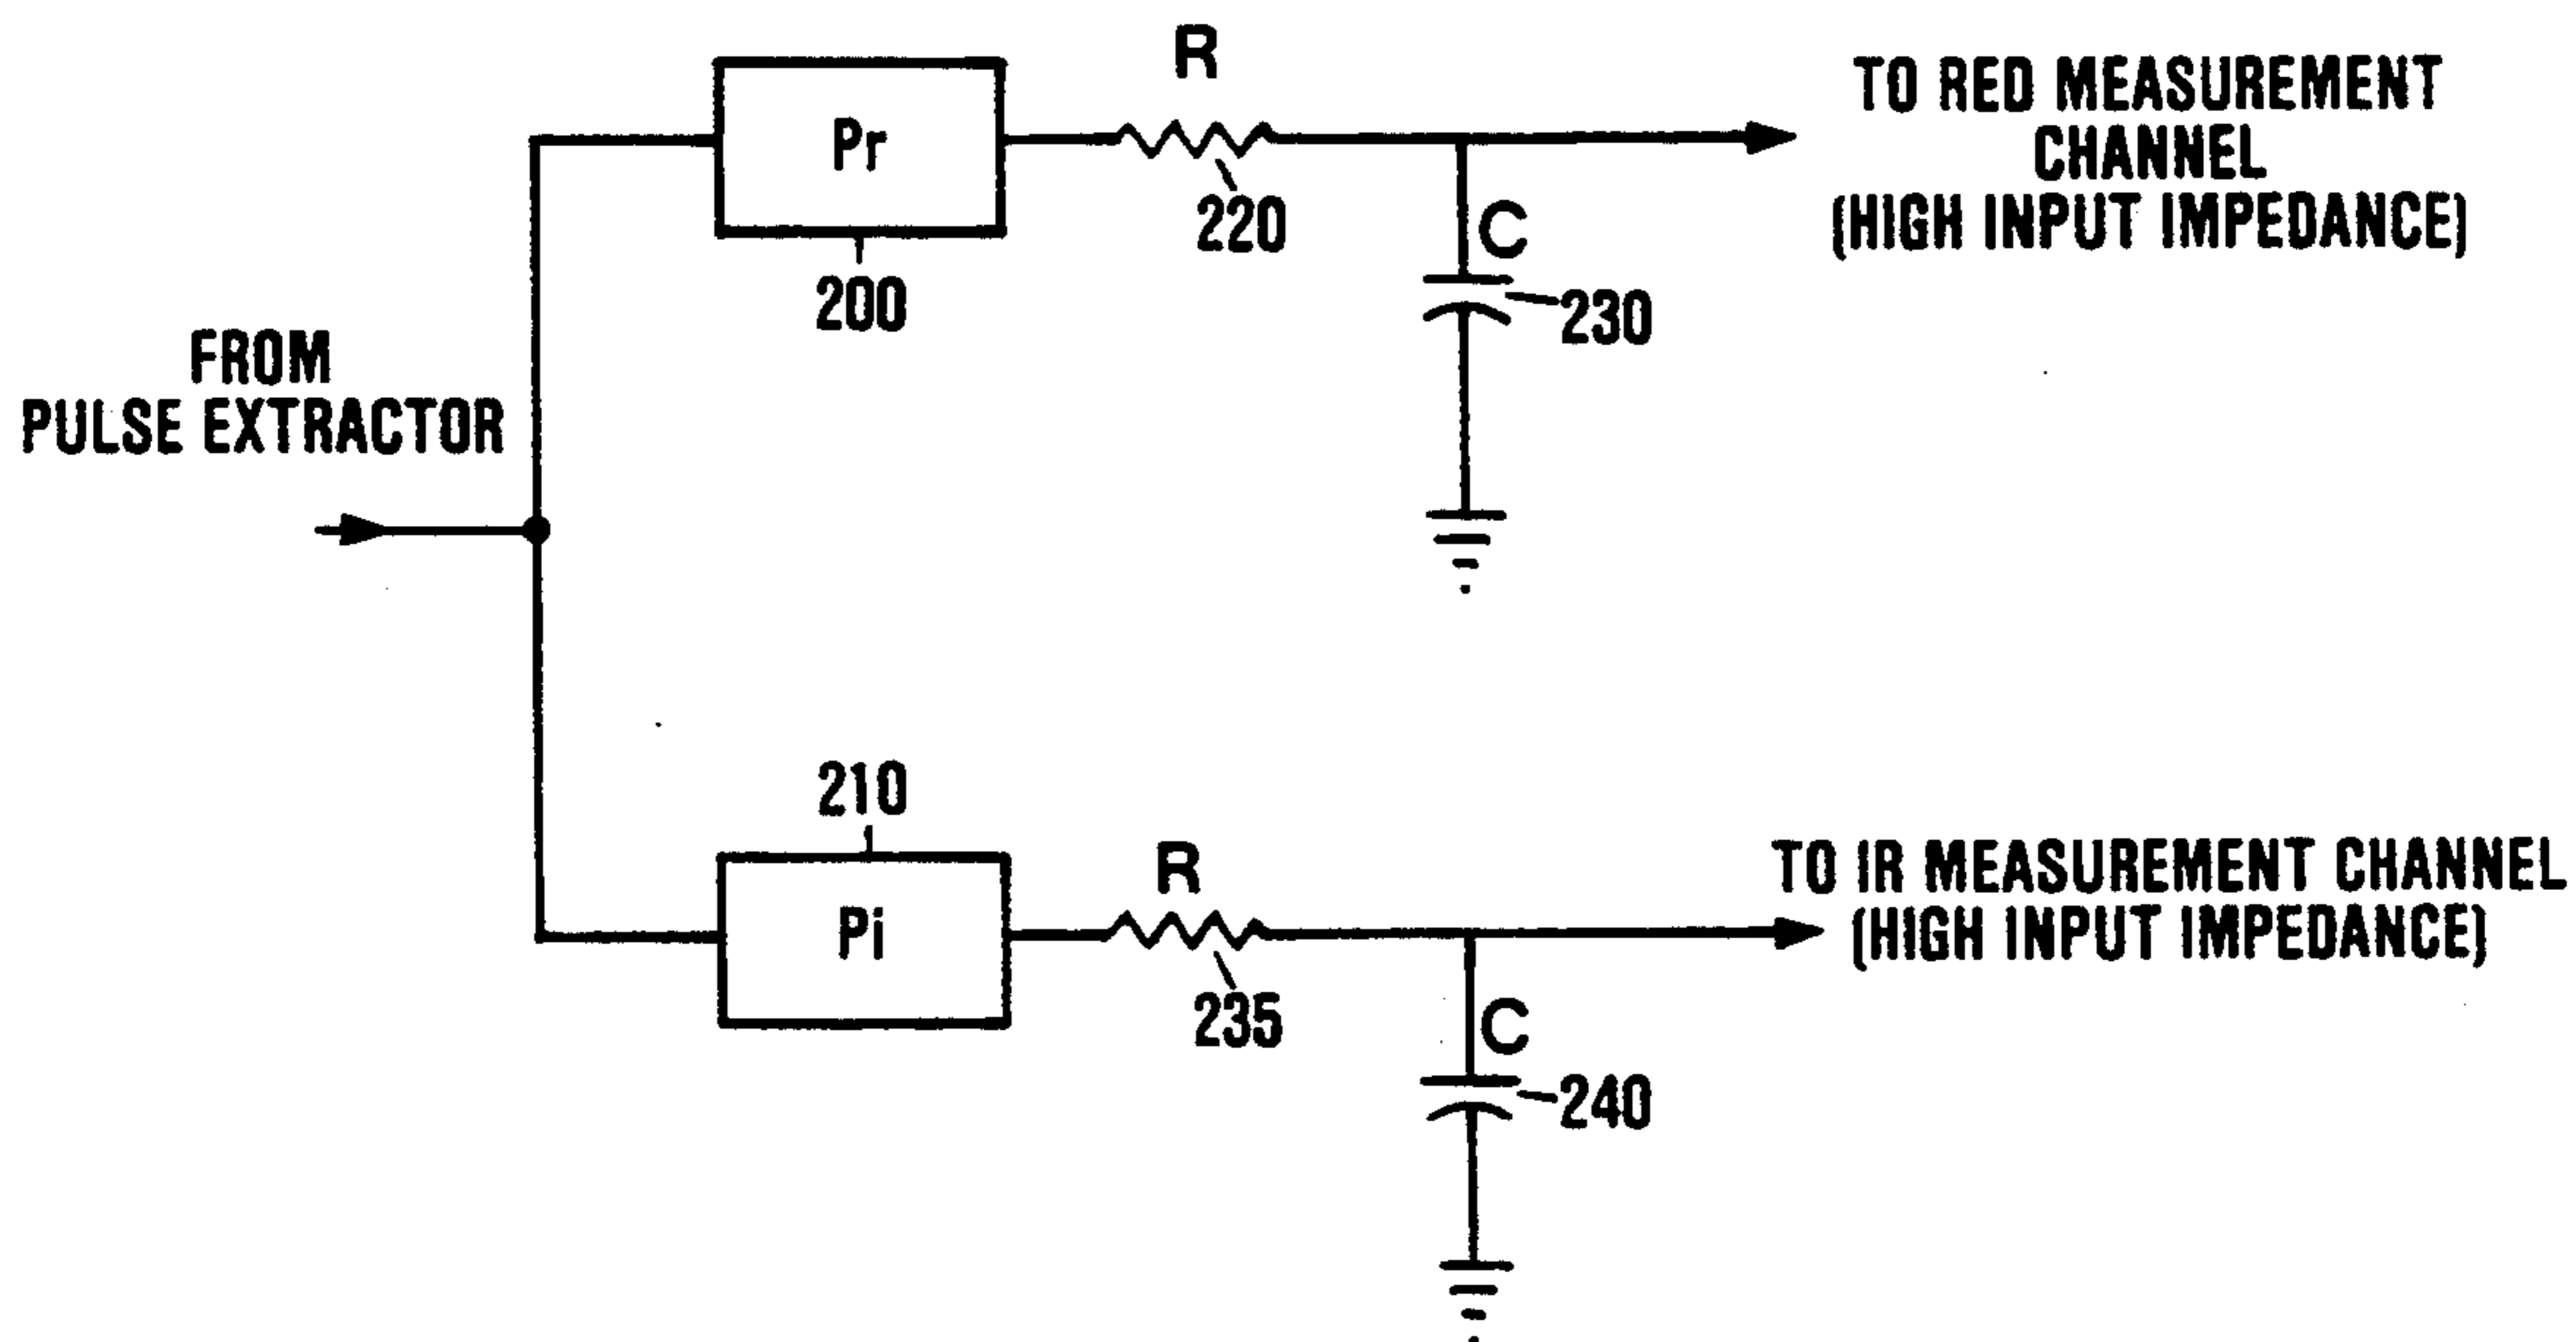 R
TO RED MEASUREMENT
CHANNEL
(HIGH INPUT IMPEDANCE)
Pr
220
200
C
230
FROM
PULSE EXTRACTOR
210
R
TO IR MEASUREMENT CHANNEL
(HIGH INPUT IMPEDANCE)
Pi
235
C
240